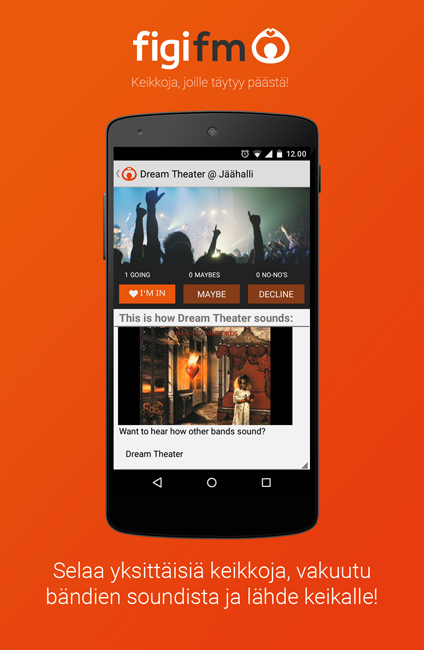 figifm
Keikkoja, joille täytyy päästä!
12.00
Dream Theater @ Jäähalli
1 GOING 0 MAYBES 0 NO-NO'S
I'M IN MAYBE DECLINE
This is how Dream Theater sounds:
Want to hear how other bands sound?
Dream Theater
Selaa yksittäisiä keikkoja, vakuutu
bändien soundista ja lähde keikalle!